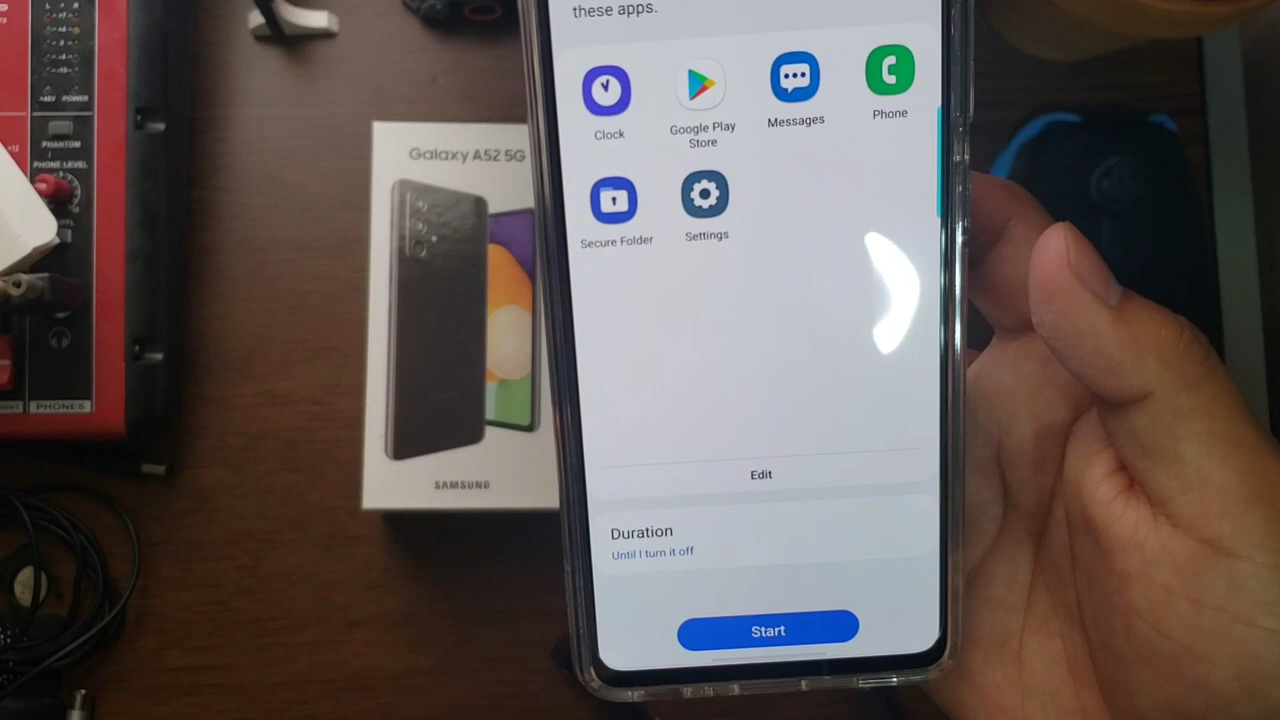 these apps.
Clock
Google Play
Store
Messages
Phone
Secure Folder
Settings
Edit
Duration
Until I turn it off
Start
Galaxy A52 5G
SAMSUNG
L R
+48V POWER
PHANTOM
PHONE LEVEL
PHONES